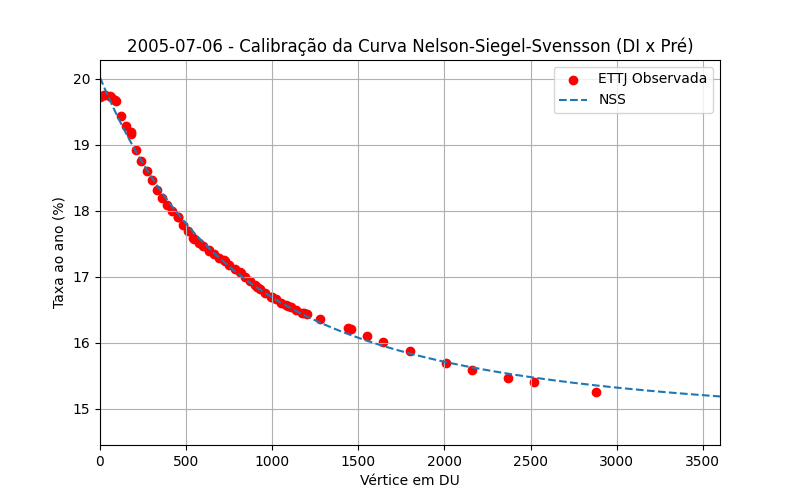 2005-07-06 - Calibração da Curva Nelson-Siegel-Svensson (DI x Pré)
ETTJ Observada
NSS
Taxa ao ano (%)
20
19
18
17
16
15
0 500 1000 1500 2000 2500 3000 3500
Vértice em DU